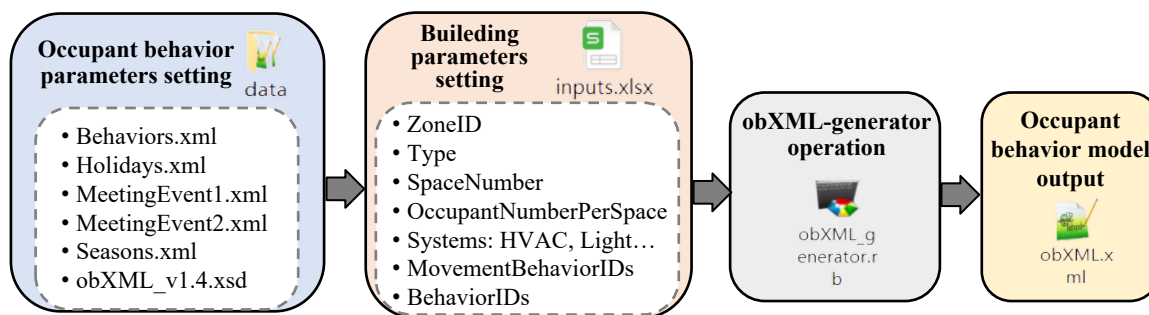 Occupant behavior
parameters setting
data
• Behaviors.xml
• Holidays.xml
• MeetingEvent1.xml
• MeetingEvent2.xml
• Seasons.xml
• obXML_v1.4.xsd
Buileding
parameters
setting
S
inputs.xlsx
• ZoneID
• Type
• SpaceNumber
• OccupantNumberPerSpace
• Systems: HVAC, Light…
• MovementBehaviorIDs
• BehaviorIDs
obXML-generator
operation
obXML_g
enerator.r
b
Occupant
behavior model
output
obXML.x
ml